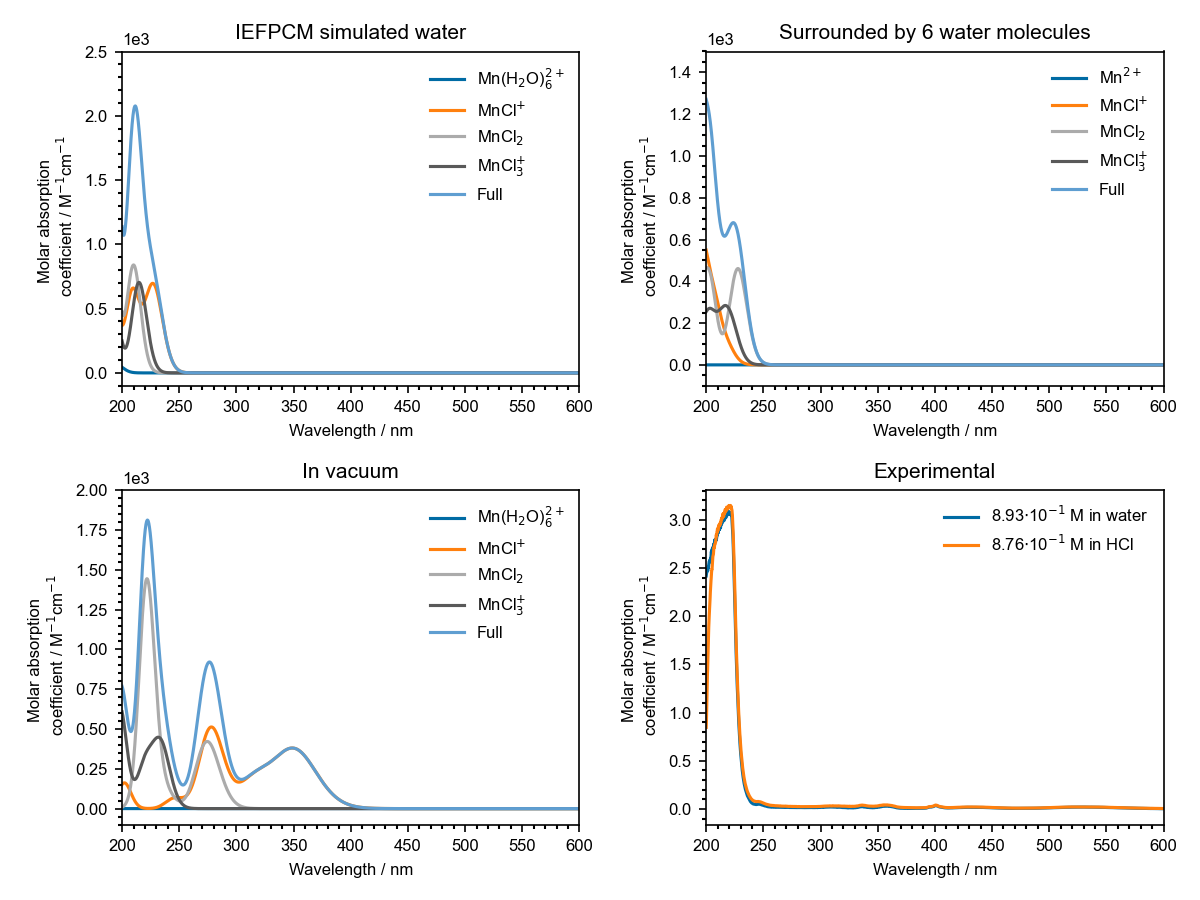 IEFPCM simulated water
1e3
2.5
2.0
1.5
1.0
0.5
0.0
200 250 300 350 400 450 500 550 600
Wavelength / nm
Molar absorption
coefficient / M⁻¹cm⁻¹
Mn(H₂O)₆²⁺
MnCl⁺
MnCl₂
MnCl₃⁺
Full
Surrounded by 6 water molecules
1e3
1.4
1.2
1.0
0.8
0.6
0.4
0.2
0.0
200 250 300 350 400 450 500 550 600
Wavelength / nm
Molar absorption
coefficient / M⁻¹cm⁻¹
Mn²⁺
MnCl⁺
MnCl₂
MnCl₃⁺
Full
In vacuum
1e3
2.00
1.75
1.50
1.25
1.00
0.75
0.50
0.25
0.00
200 250 300 350 400 450 500 550 600
Wavelength / nm
Molar absorption
coefficient / M⁻¹cm⁻¹
Mn(H₂O)₆²⁺
MnCl⁺
MnCl₂
MnCl₃⁺
Full
Experimental
3.0
2.5
2.0
1.5
1.0
0.5
0.0
200 250 300 350 400 450 500 550 600
Wavelength / nm
Molar absorption
coefficient / M⁻¹cm⁻¹
8.93·10⁻¹ M in water
8.76·10⁻¹ M in HCl